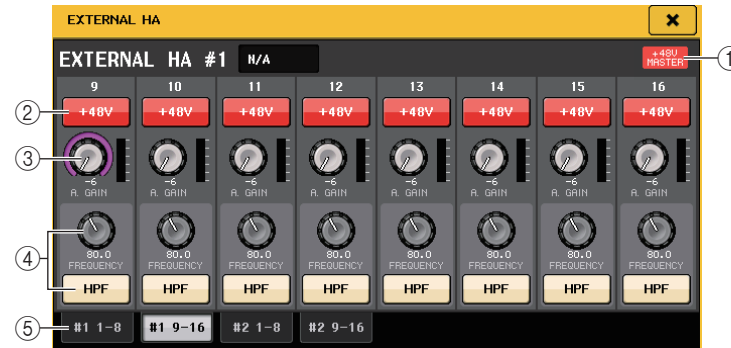 EXTERNAL HA
EXTERNAL HA #1 N/A +48V MASTER ①
9 10 11 12 13 14 15 16
② +48V +48V +48V +48V +48V +48V +48V +48V
③
-6 -6 -6 -6 -6 -6 -6 -6
A. GAIN A. GAIN A. GAIN A. GAIN A. GAIN A. GAIN A. GAIN A. GAIN
④
80.0 80.0 80.0 80.0 80.0 80.0 80.0 80.0
FREQUENCY FREQUENCY FREQUENCY FREQUENCY FREQUENCY FREQUENCY FREQUENCY FREQUENCY
HPF HPF HPF HPF HPF HPF HPF HPF
⑤ #1 1-8 #1 9-16 #2 1-8 #2 9-16